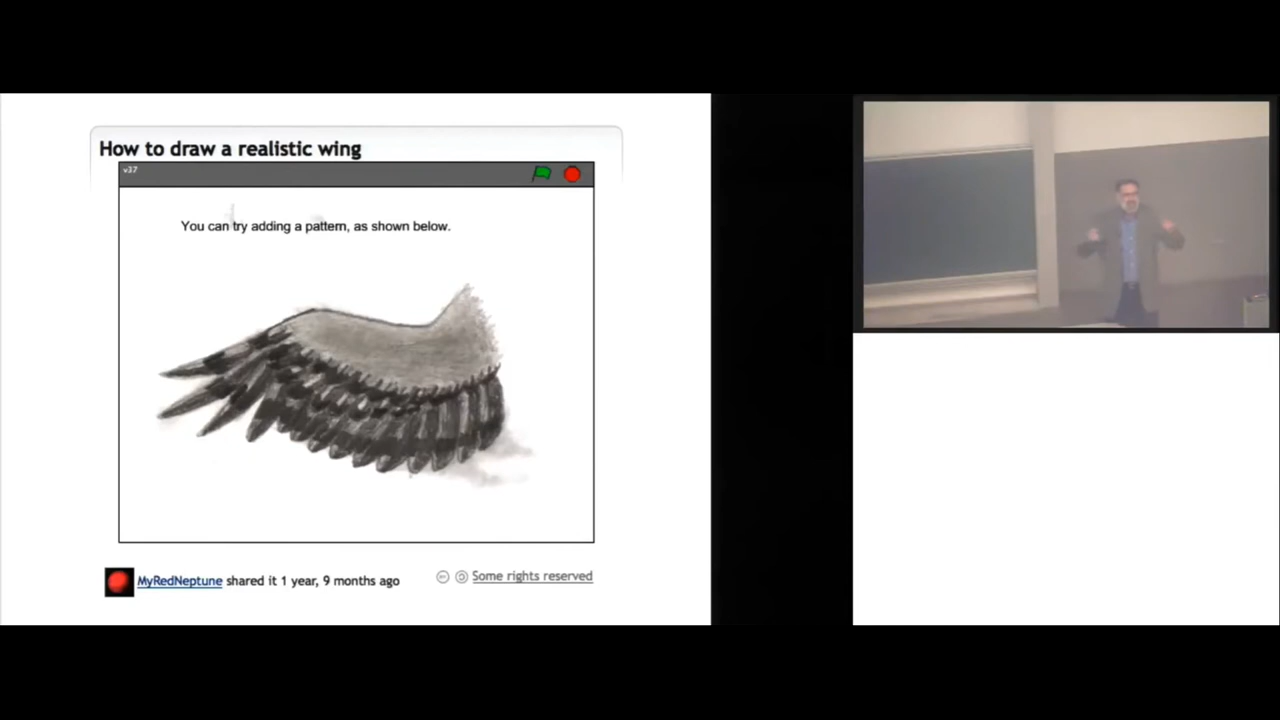 How to draw a realistic wing
v37
You can try adding a pattern, as shown below.
MyRedNeptune shared it 1 year, 9 months ago
Some rights reserved